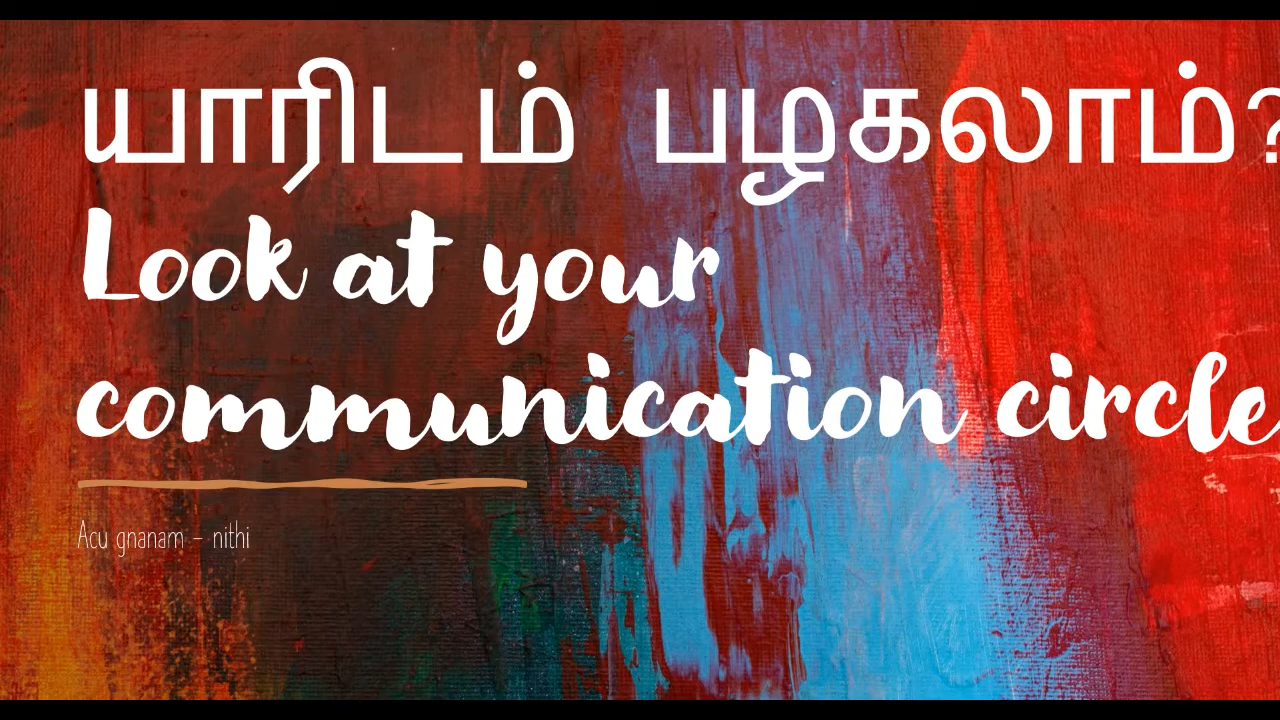 யாரிடம் பழகலாம்?
Look at your
communication circle
Acu gnanam - nithi